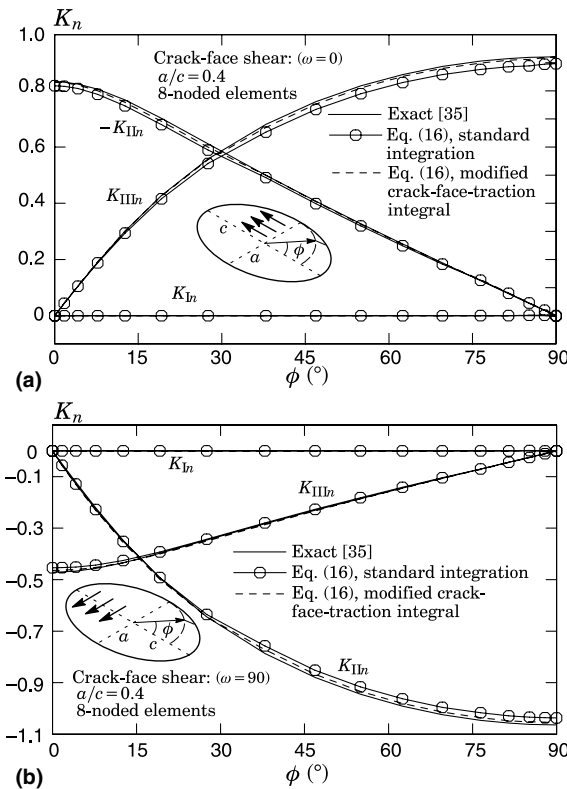 K_n
1.0
0.8
0.6
0.4
0.2
0
Crack-face shear: (ω=0)
a/c=0.4
8-noded elements
−K_IIn
K_IIIn
K_In
Exact [35]
Eq. (16), standard
integration
Eq. (16), modified
crack-face-traction
integral
c
a
ϕ
0 15 30 45 60 75 90
(a)
ϕ (°)
K_n
0
−0.1
−0.3
−0.5
−0.7
−0.9
−1.1
K_In
K_IIIn
Exact [35]
Eq. (16), standard integration
Eq. (16), modified crack-
face-traction integral
a
c
ϕ
K_IIn
Crack-face shear: (ω=90)
a/c=0.4
8-noded elements
0 15 30 45 60 75 90
(b)
ϕ (°)